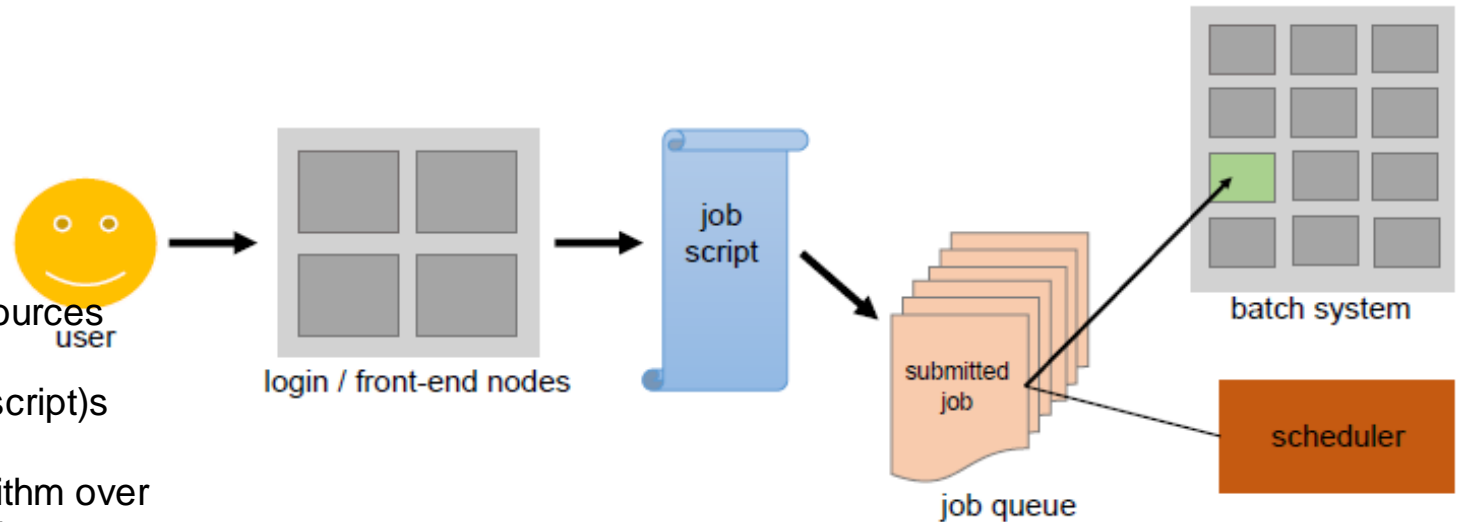 job
script
ources
user
batch system
login / front-end nodes
submitted
job
script)s
scheduler
ithm over
job queue